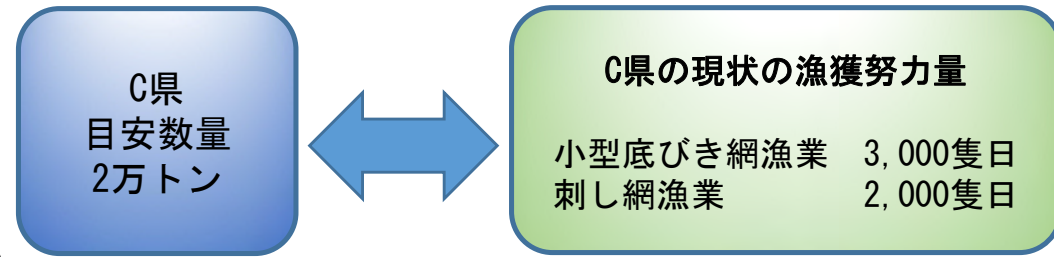 C県
目安数量
2万トン
C県の現状の漁獲努力量
小型底びき網漁業 3,000隻日
刺し網漁業 2,000隻日